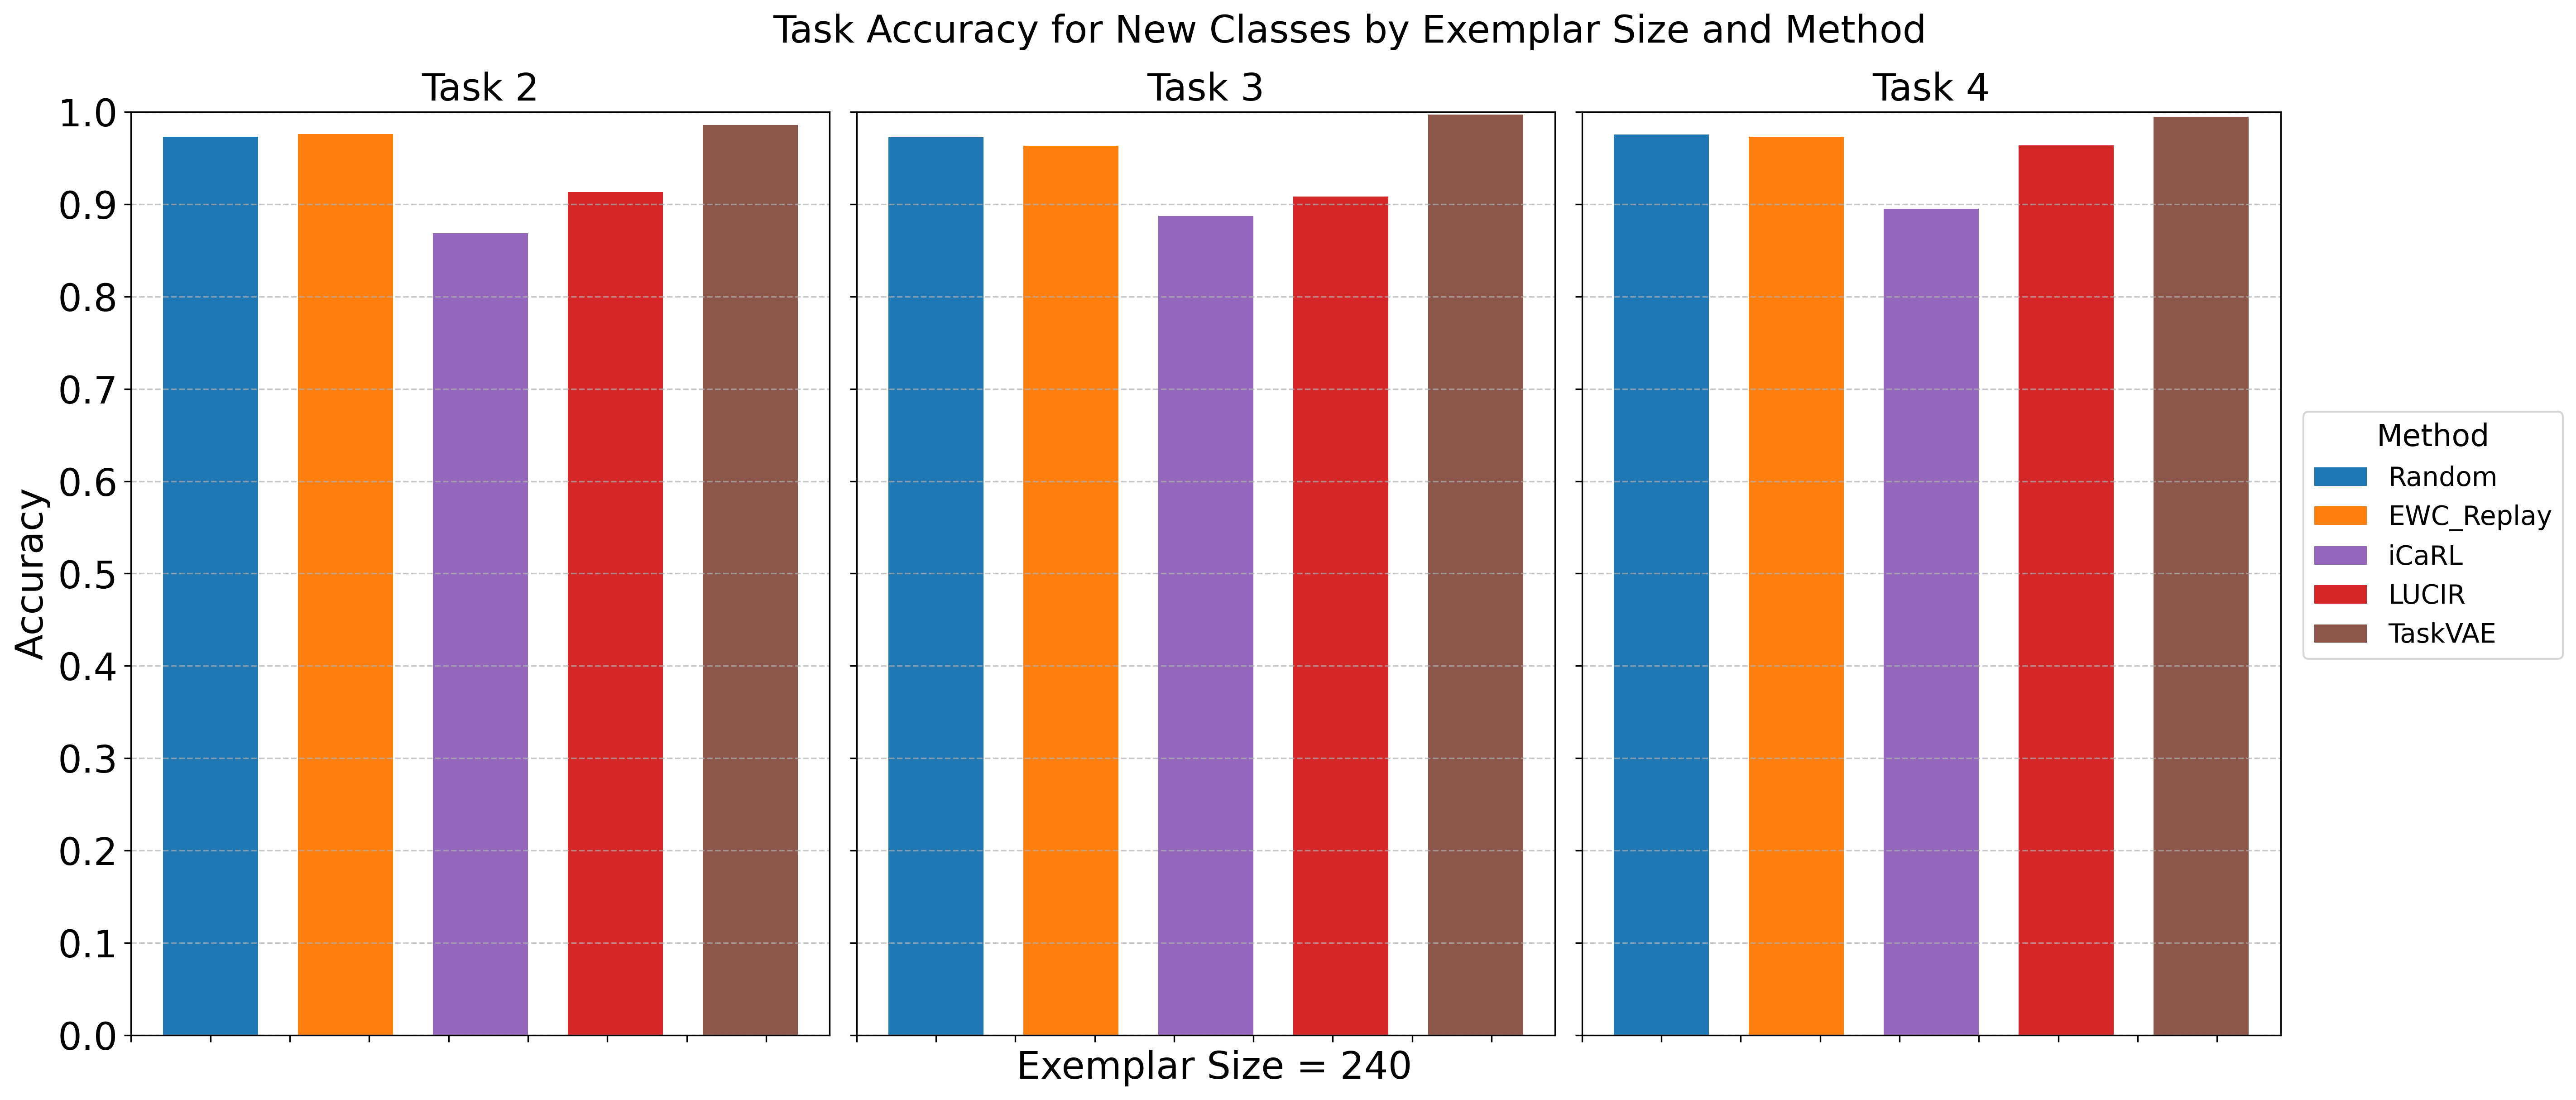 Task Accuracy for New Classes by Exemplar Size and Method
Task 2
Task 3
Task 4
1.0
0.9
0.8
0.7
0.6
0.5
0.4
0.3
0.2
0.1
0.0
Accuracy
Exemplar Size = 240
Method
Random
EWC_Replay
iCaRL
LUCIR
TaskVAE